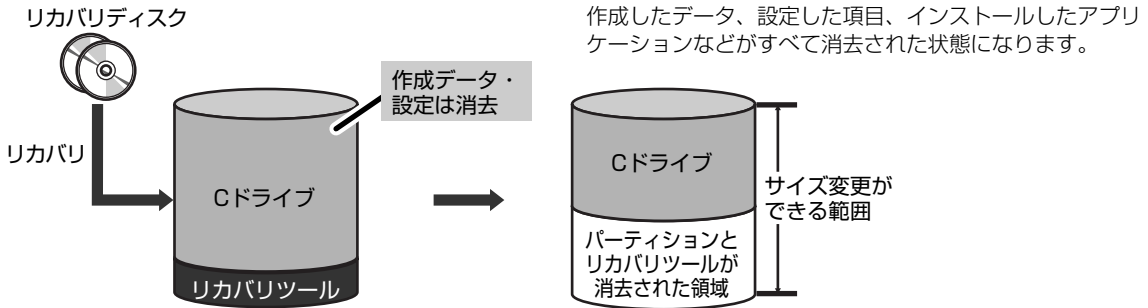 リカバリディスク
作成したデータ、設定した項目、インストールしたアプリ
ケーションなどがすべて消去された状態になります。
作成データ・
設定は消去
リカバリ
Cドライブ
リカバリツール
Cドライブ
サイズ変更が
できる範囲
パーティションと
リカバリツールが
消去された領域